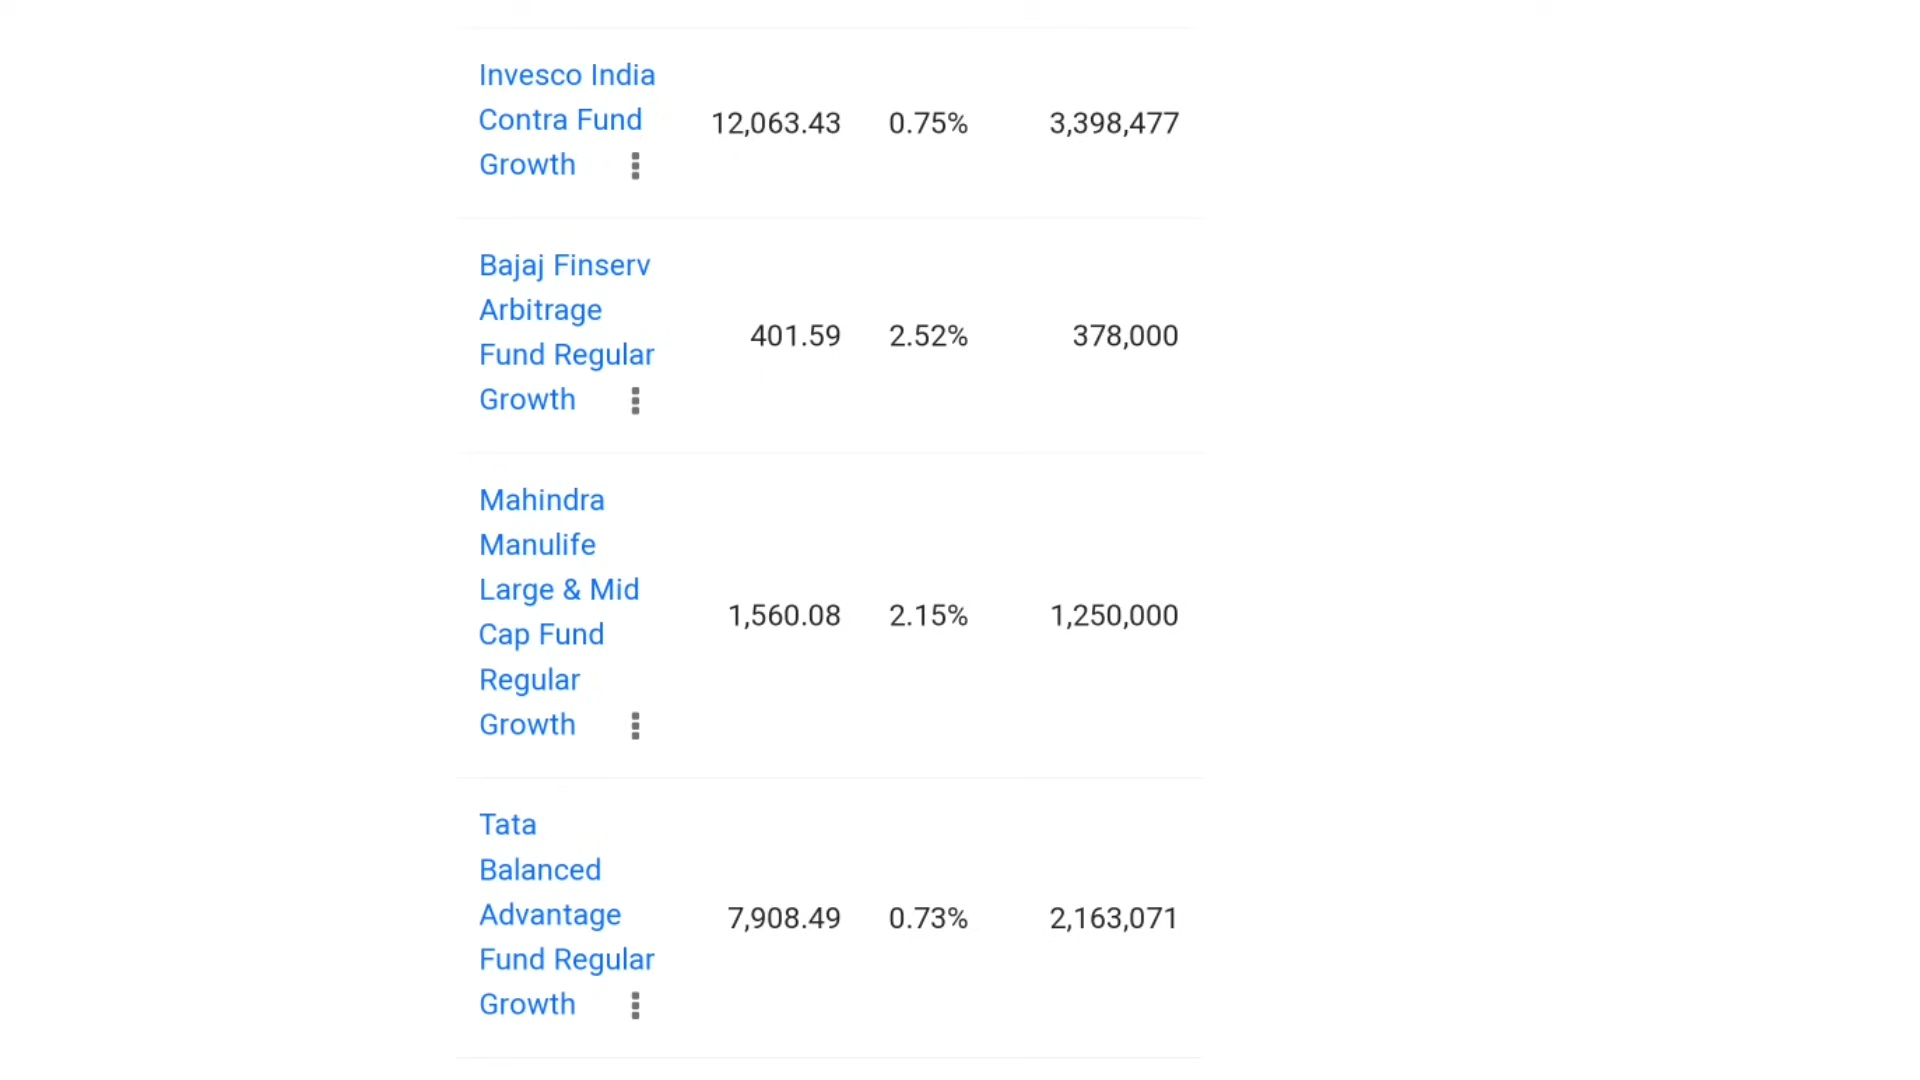 Invesco India
Contra Fund
Growth
12,063.43 0.75% 3,398,477
Bajaj Finserv
Arbitrage
Fund Regular
Growth
401.59 2.52% 378,000
Mahindra
Manulife
Large & Mid
Cap Fund
Regular
Growth
1,560.08 2.15% 1,250,000
Tata
Balanced
Advantage
Fund Regular
Growth
7,908.49 0.73% 2,163,071